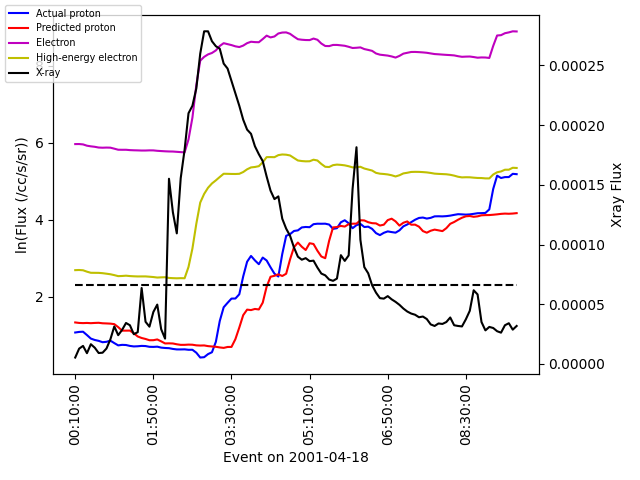 Actual proton
Predicted proton
Electron
High-energy electron
X-ray
6
4
2
ln(Flux (/cc/s/sr))
0.00025
0.00020
0.00015
0.00010
0.00005
0.00000
Xray Flux
00:10:00
01:50:00
03:30:00
05:10:00
06:50:00
08:30:00
Event on 2001-04-18